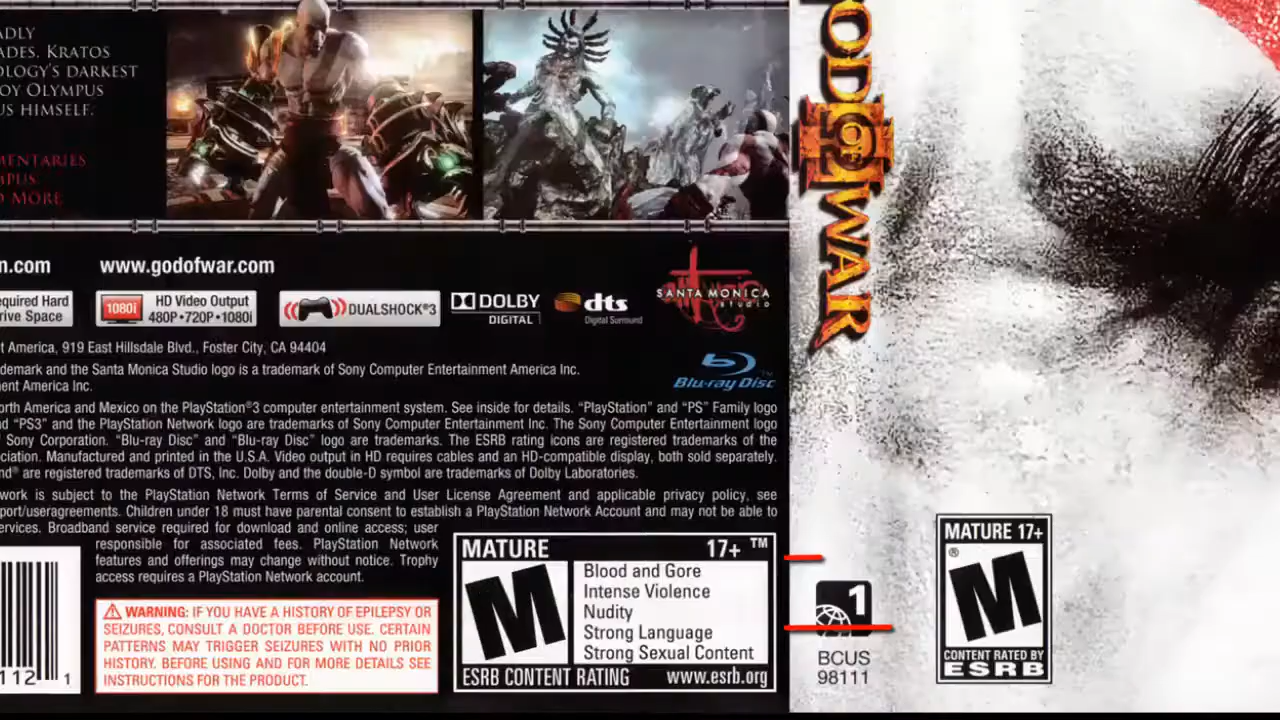 ADLY
ADES. KRATOS
OLOGY'S DARKEST
OY OLYMPUS
US HIMSELF.
MENTARIES
MPUS
D MORE
n.com
www.godofwar.com
equired Hard
rive Space
1080i
HD Video Output
480P•720P•1080i
DUALSHOCK®3
DOLBY
DIGITAL
dts
Digital Surround
SANTA MONICA
STUDIO
t America, 919 East Hillsdale Blvd., Foster City, CA 94404
demark and the Santa Monica Studio logo is a trademark of Sony Computer Entertainment America Inc.
ent America Inc.
Blu-ray Disc™
orth America and Mexico on the PlayStation®3 computer entertainment system. See inside for details. “PlayStation” and “PS” Family logo
nd “PS3” and the PlayStation Network logo are trademarks of Sony Computer Entertainment Inc. The Sony Computer Entertainment logo
f Sony Corporation. “Blu-ray Disc” and “Blu-ray Disc” logo are trademarks. The ESRB rating icons are registered trademarks of the
ciation. Manufactured and printed in the U.S.A. Video output in HD requires cables and an HD-compatible display, both sold separately.
nd® are registered trademarks of DTS, Inc. Dolby and the double-D symbol are trademarks of Dolby Laboratories.
work is subject to the PlayStation Network Terms of Service and User License Agreement and applicable privacy policy, see
port/useragreements. Children under 18 must have parental consent to establish a PlayStation Network Account and may not be able to
ervices. Broadband service required for download and online access; user
responsible for associated fees. PlayStation Network
features and offerings may change without notice. Trophy
access requires a PlayStation Network account.
WARNING: IF YOU HAVE A HISTORY OF EPILEPSY OR
SEIZURES, CONSULT A DOCTOR BEFORE USE. CERTAIN
PATTERNS MAY TRIGGER SEIZURES WITH NO PRIOR
HISTORY. BEFORE USING AND FOR MORE DETAILS SEE
INSTRUCTIONS FOR THE PRODUCT.
112 1
MATURE 17+ ™
M
Blood and Gore
Intense Violence
Nudity
Strong Language
Strong Sexual Content
ESRB CONTENT RATING www.esrb.org
GOD OF WAR
III
1
BCUS
98111
MATURE 17+
®
M
CONTENT RATED BY
ESRB